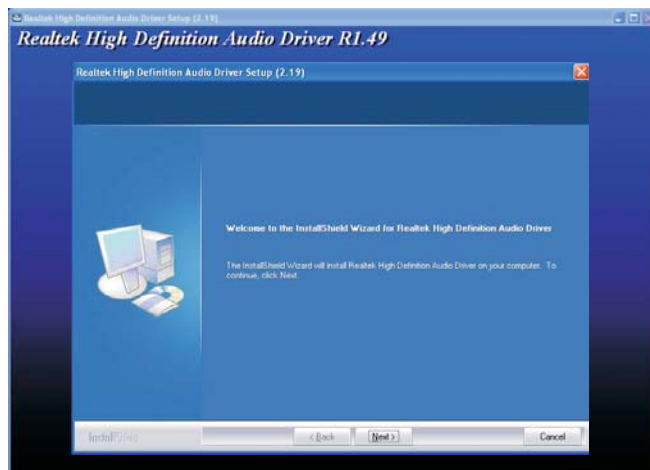 Realtek High Definition Audio Driver Setup (2.19)
Realtek High Definition Audio Driver R1.49
Realtek High Definition Audio Driver Setup (2.19)
Welcome to the InstallShield Wizard for Realtek High Definition Audio Driver
The InstallShield Wizard will install Realtek High Definition Audio Driver on your computer. To
continue, click Next.
InstallShield
< Back
Next >
Cancel